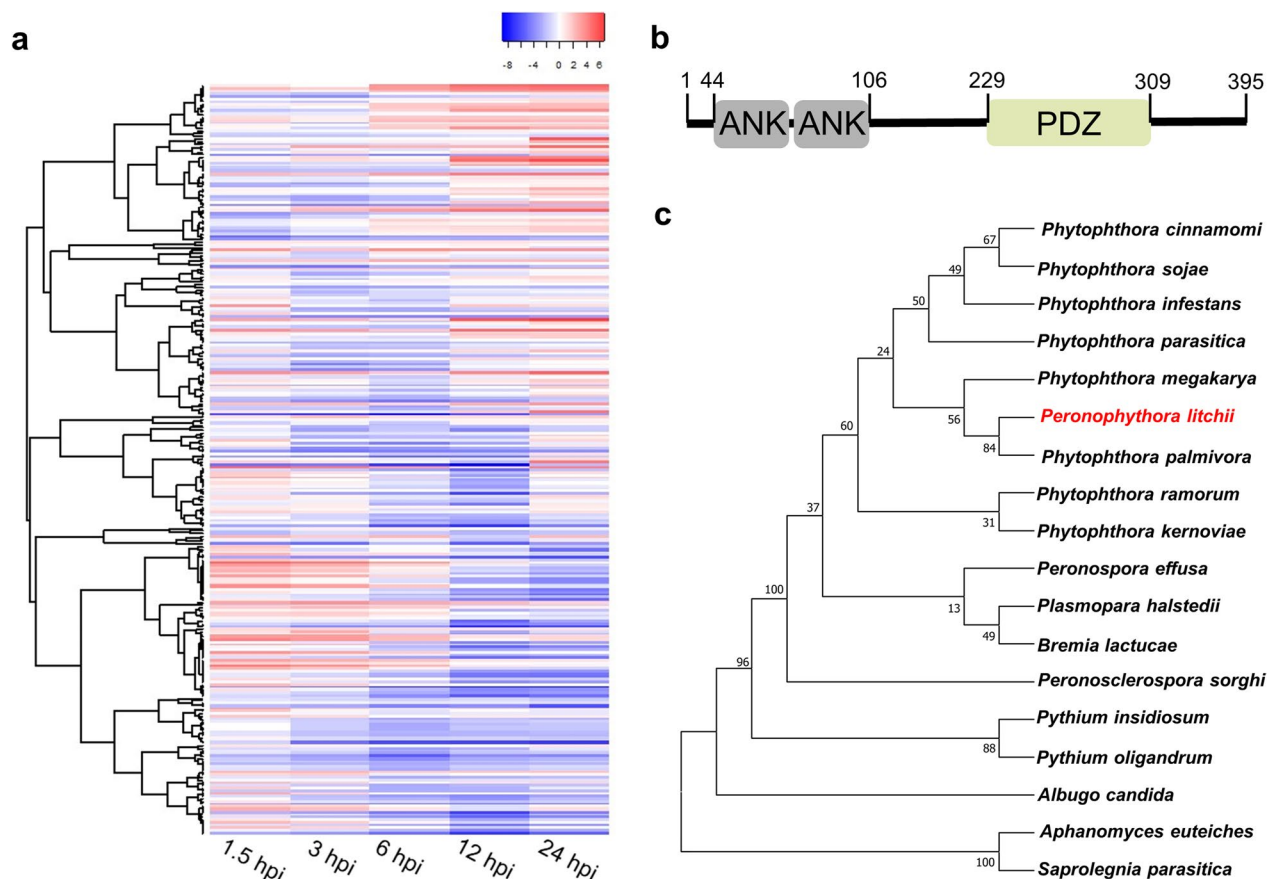 a
-8 -4 0 2 4 6
1.5 hpi 3 hpi 6 hpi 12 hpi 24 hpi
b
1 44 106 229 309 395
ANK ANK PDZ
c
Phytophthora cinnamomi
67
Phytophthora sojae
49
Phytophthora infestans
50
Phytophthora parasitica
24
Phytophthora megakarya
56
Peronophythora litchii
84
Phytophthora palmivora
60
Phytophthora ramorum
31
Phytophthora kernoviae
37
Peronospora effusa
13
Plasmopara halstedii
49
Bremia lactucae
100
Peronosclerospora sorghi
96
Pythium insidiosum
88
Pythium oligandrum
Albugo candida
Aphanomyces euteiches
100
Saprolegnia parasitica